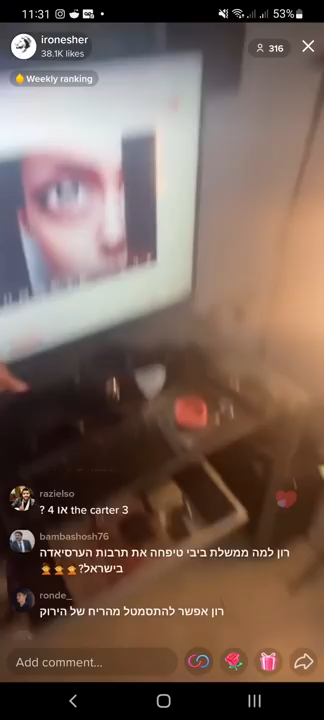 11:31
53%
ironesher
38.1K likes
316
Weekly ranking
razielso
? 4 או the carter 3
bambashosh76
רון למה ממשלת ביבי טיפחה את תרבות הערסיאדה
בישראל?🤦🤦🤦
ronde_
רון אפשר להתסמטל מהריח של הירוק
Add comment...